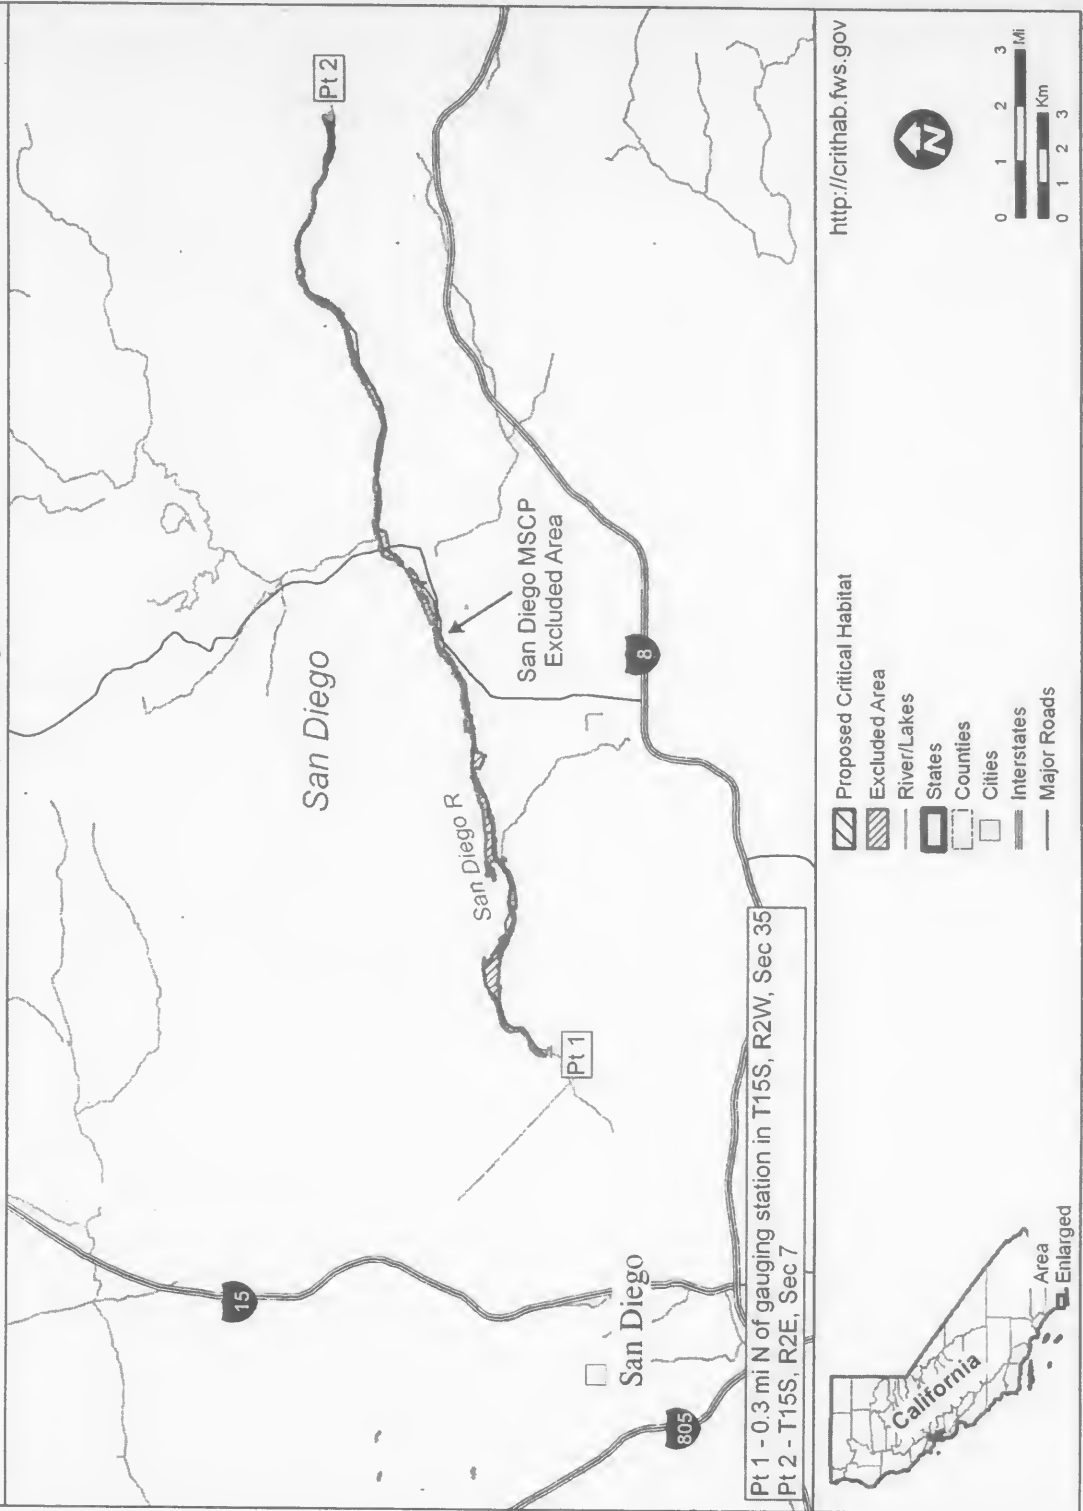 Pt 2
San Diego
San Diego R
San Diego MSCP
Excluded Area
Pt 1
15
8
805
San Diego
Pt 1 - 0.3 mi N of gauging station in T15S, R2W, Sec 35
Pt 2 - T15S, R2E, Sec 7
California
Area
Enlarged
Proposed Critical Habitat
Excluded Area
River/Lakes
States
Counties
Cities
Interstates
Major Roads
http://crithab.fws.gov
N
0 1 2 3
Mi
Km
0 1 2 3